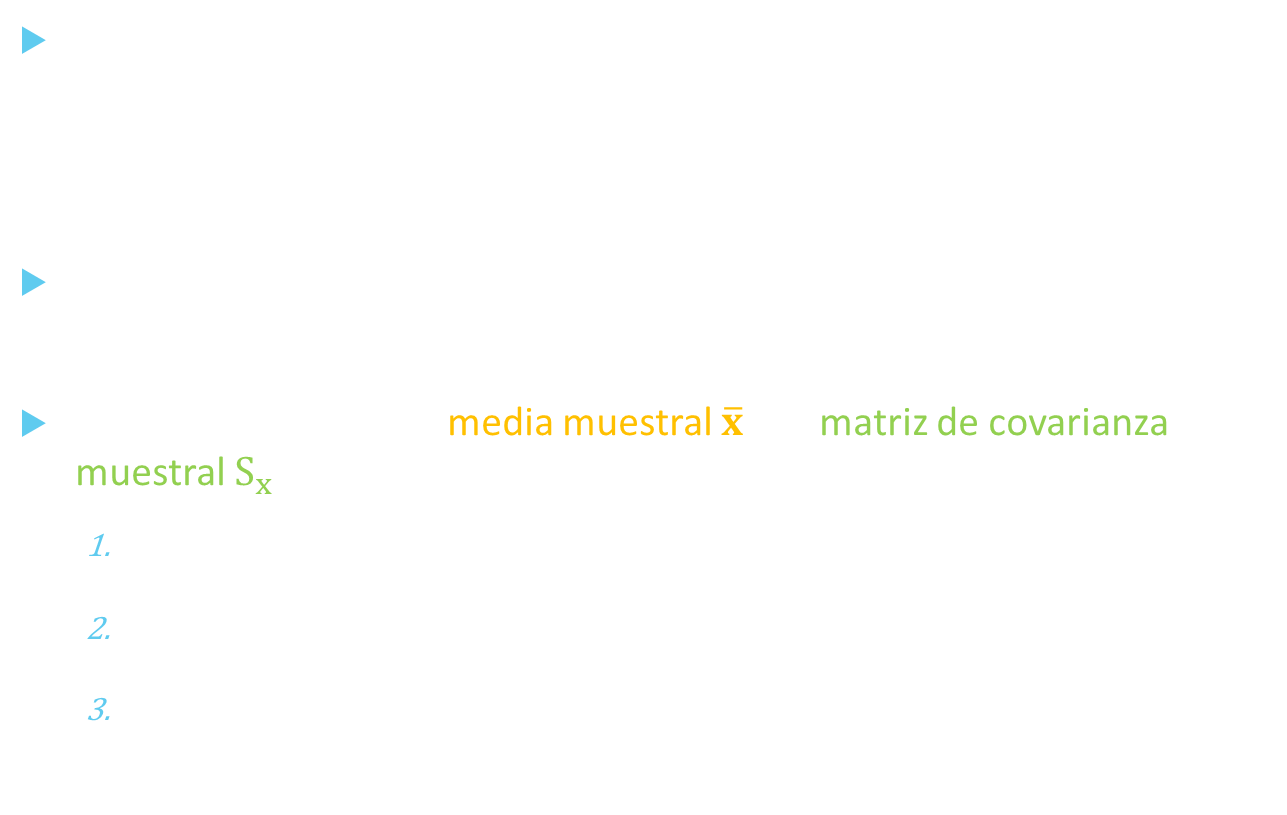 media muestral x̄ matriz de covarianza
muestral Sₓ
1.
2.
3.